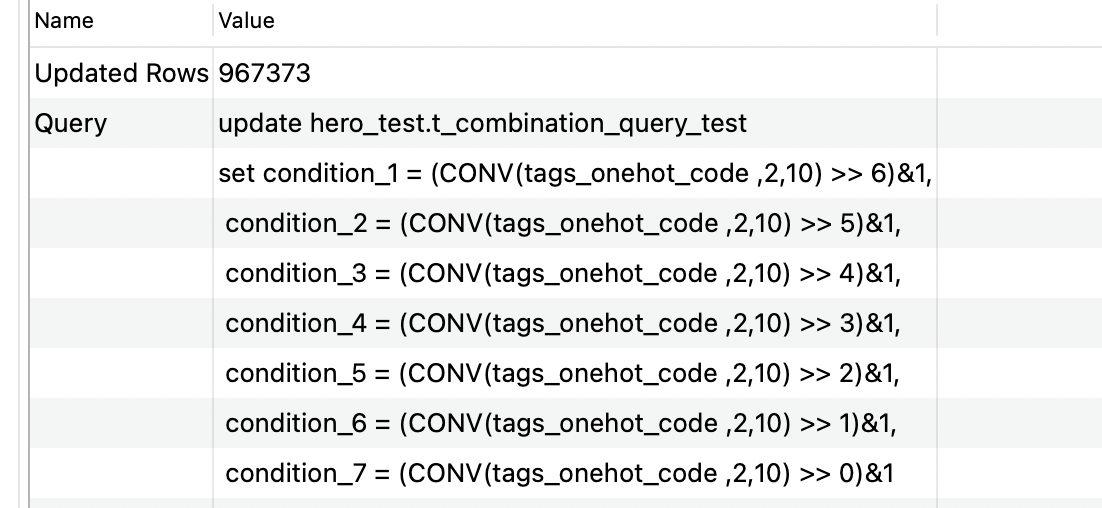 Name Value
Updated Rows 967373
Query update hero_test.t_combination_query_test
set condition_1 = (CONV(tags_onehot_code ,2,10) >> 6)&1,
condition_2 = (CONV(tags_onehot_code ,2,10) >> 5)&1,
condition_3 = (CONV(tags_onehot_code ,2,10) >> 4)&1,
condition_4 = (CONV(tags_onehot_code ,2,10) >> 3)&1,
condition_5 = (CONV(tags_onehot_code ,2,10) >> 2)&1,
condition_6 = (CONV(tags_onehot_code ,2,10) >> 1)&1,
condition_7 = (CONV(tags_onehot_code ,2,10) >> 0)&1